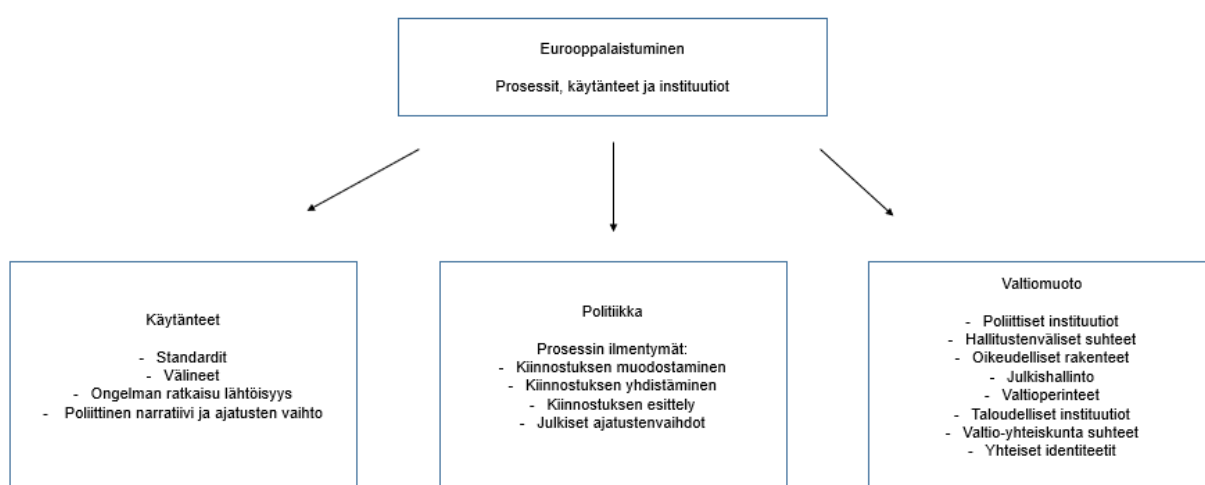 Eurooppalaistuminen
Prosessit, käytänteet ja instituutiot
Käytänteet
- Standardit
- Välineet
- Ongelman ratkaisu lähtöisyys
- Poliittinen narratiivi ja ajatusten vaihto
Politiikka
Prosessin ilmentymät:
- Kiinnostuksen muodostaminen
- Kiinnostuksen yhdistäminen
- Kiinnostuksen esittely
- Julkiset ajatustenvaihdot
Valtiomuoto
- Poliittiset instituutiot
- Hallitustenväliset suhteet
- Oikeudelliset rakenteet
- Julkishallinto
- Valtioperinteet
- Taloudelliset instituutiot
- Valtio-yhteiskunta suhteet
- Yhteiset identiteetit